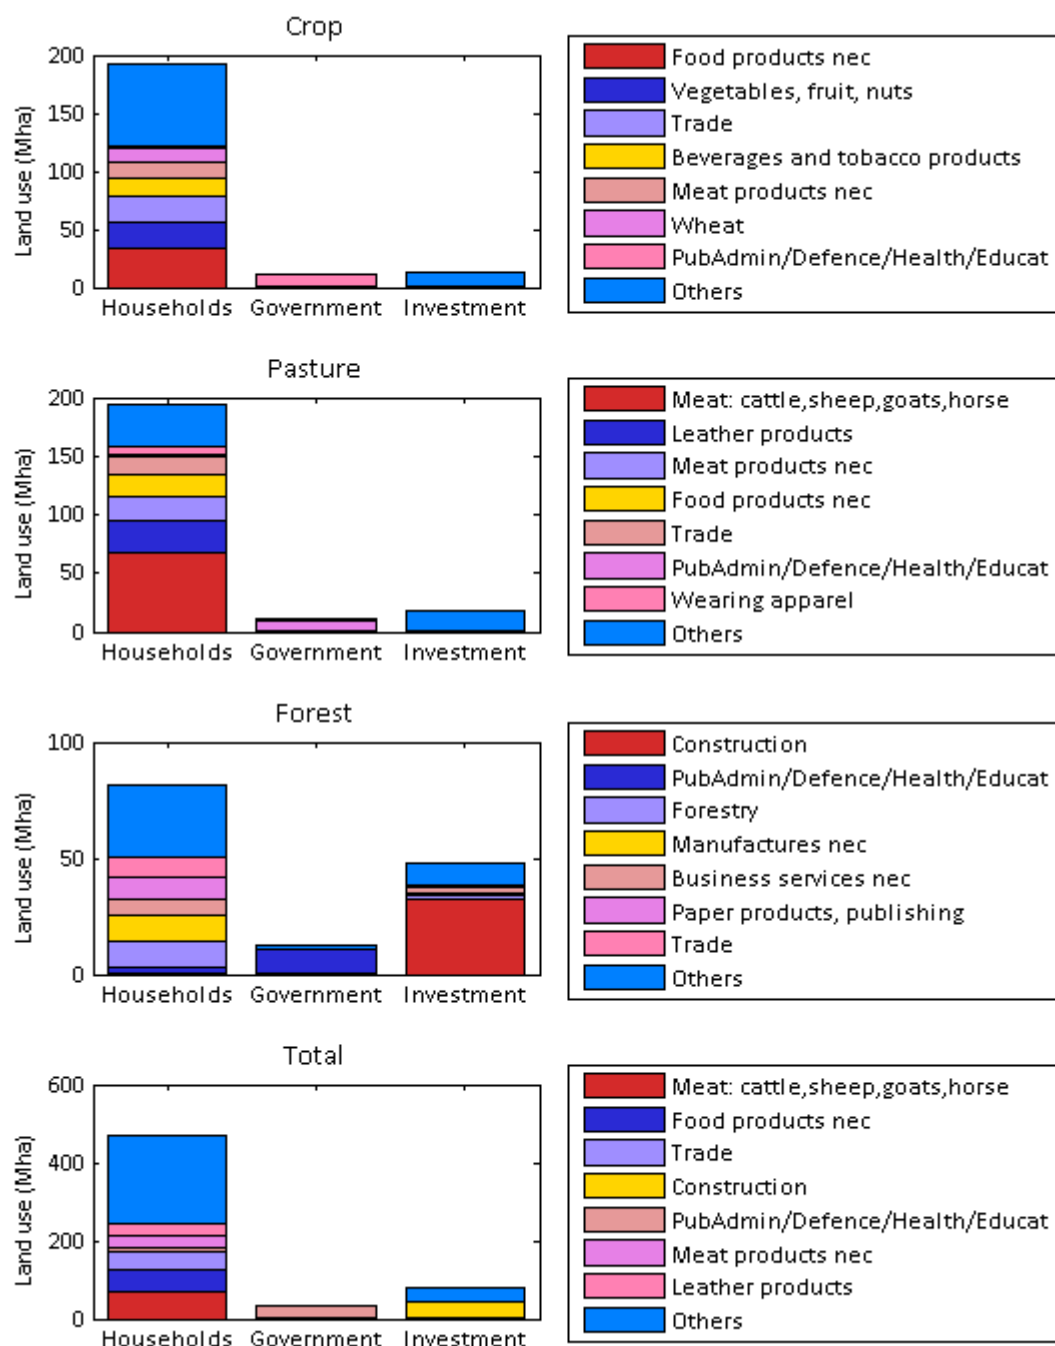 Crop
200
150
100
50
0
Land use (Mha)
Households Government Investment
Food products nec
Vegetables, fruit, nuts
Trade
Beverages and tobacco products
Meat products nec
Wheat
PubAdmin/Defence/Health/Educat
Others
Pasture
200
150
100
50
0
Land use (Mha)
Households Government Investment
Meat: cattle,sheep,goats,horse
Leather products
Meat products nec
Food products nec
Trade
PubAdmin/Defence/Health/Educat
Wearing apparel
Others
Forest
100
50
0
Land use (Mha)
Households Government Investment
Construction
PubAdmin/Defence/Health/Educat
Forestry
Manufactures nec
Business services nec
Paper products, publishing
Trade
Others
Total
600
400
200
0
Land use (Mha)
Households Government Investment
Meat: cattle,sheep,goats,horse
Food products nec
Trade
Construction
PubAdmin/Defence/Health/Educat
Meat products nec
Leather products
Others